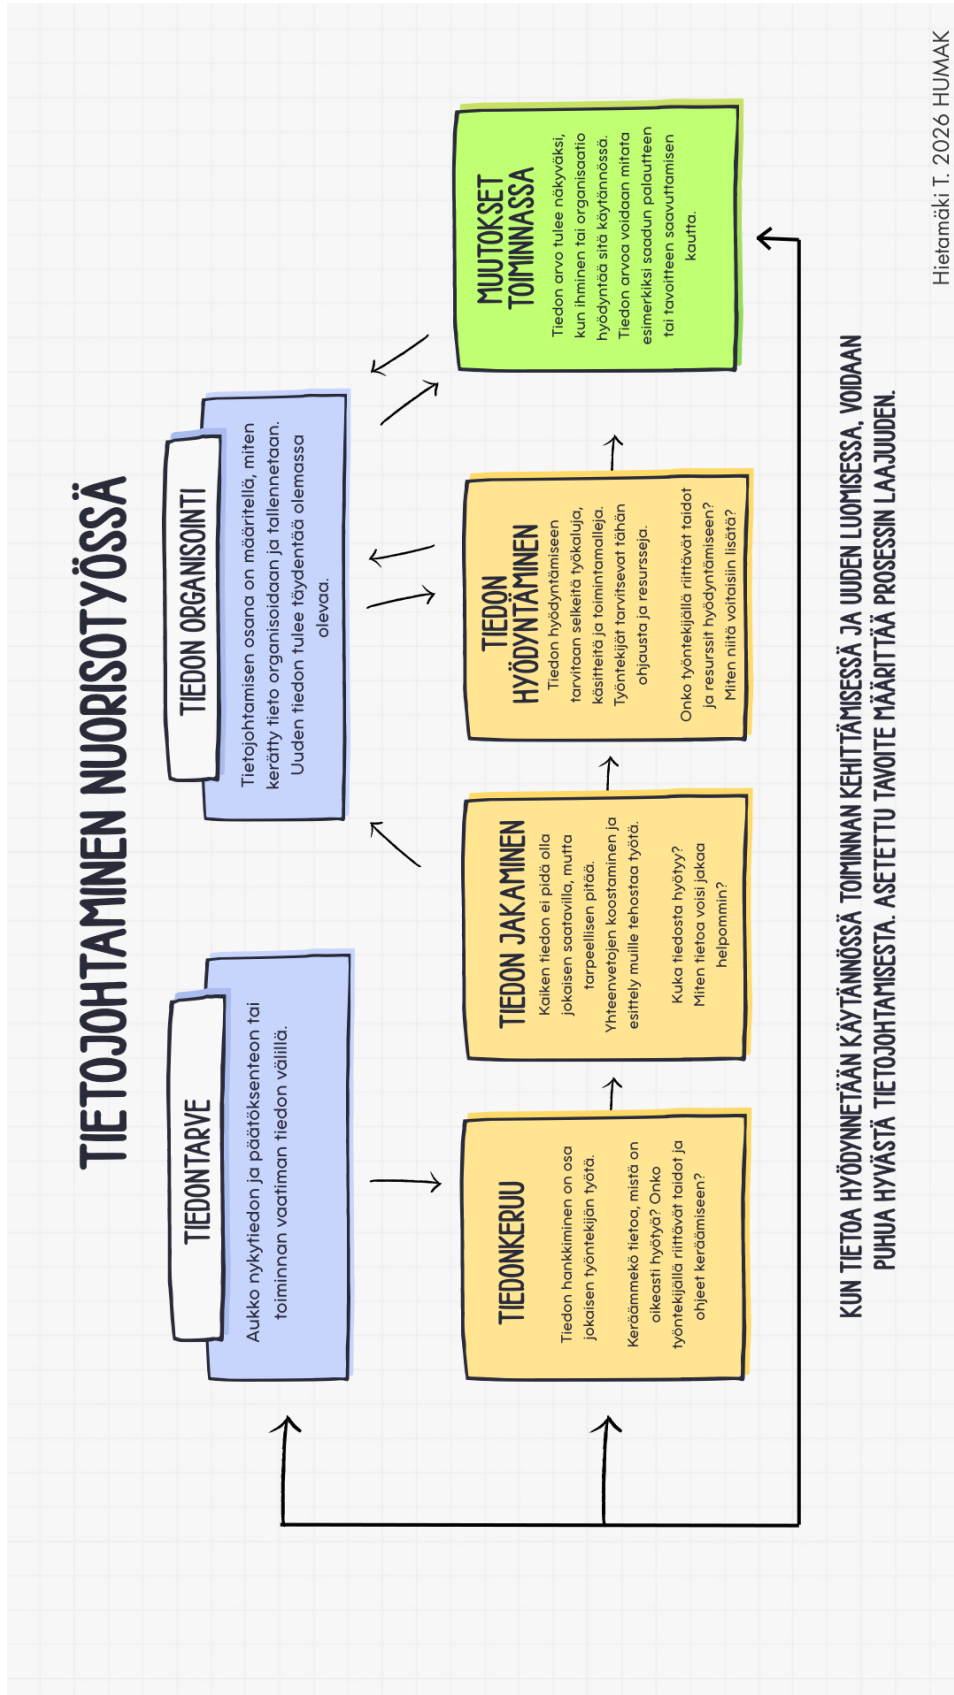 TIETOJOHTAMINEN NUORISOTYÖSSÄ
TIEDONTARVE
Aukko nykytiedon ja päätöksenteon tai
toiminnan vaatiman tiedon välillä.
TIEDON ORGANISOINTI
Tietojohtamisen osana on määritellä, miten
kerätty tieto organisoidaan ja tallennetaan.
Uuden tiedon tulee täydentää olemassa
olevaa.
TIEDONKERUU
Tiedon hankkiminen on osa
jokaisen työntekijän työtä.
Keräämmekö tietoa, mistä on
oikeasti hyötyä? Onko
työntekijällä riittävät taidot ja
ohjeet keräämiseen?
TIEDON JAKAMINEN
Kaiken tiedon ei pidä olla
jokaisen saatavilla, mutta
tarpeellisen pitää.
Yhteenvetojen koostaminen ja
esittely muille tehostaa työtä.
Kuka tiedosta hyötyy?
Miten tietoa voisi jakaa
helpommin?
TIEDON
HYÖDYNTÄMINEN
Tiedon hyödyntämiseen
tarvitaan selkeitä työkaluja,
käsitteitä ja toimintamalleja.
Työntekijät tarvitsevat tähän
ohjausta ja resursseja.
Onko työntekijällä riittävät taidot
ja resurssit hyödyntämiseen?
Miten niitä voitaisiin lisätä?
MUUTOKSET
TOIMINNASSA
Tiedon arvo tulee näkyväksi,
kun ihminen tai organisaatio
hyödyntää sitä käytännössä.
Tiedon arvoa voidaan mitata
esimerkiksi saadun palautteen
tai tavoitteen saavuttamisen
kautta.
KUN TIETOA HYÖDYNNETÄÄN KÄYTÄNNÖSSÄ TOIMINNAN KEHITTÄMISESSÄ JA UUDEN LUOMISESSA, VOIDAAN
PUHUA HYVÄSTÄ TIETOJOHTAMISESTA. ASETETTU TAVOITE MÄÄRITTÄÄ PROSESSIN LAAJUUDEN.
Hietamäki T. 2026 HUMAK